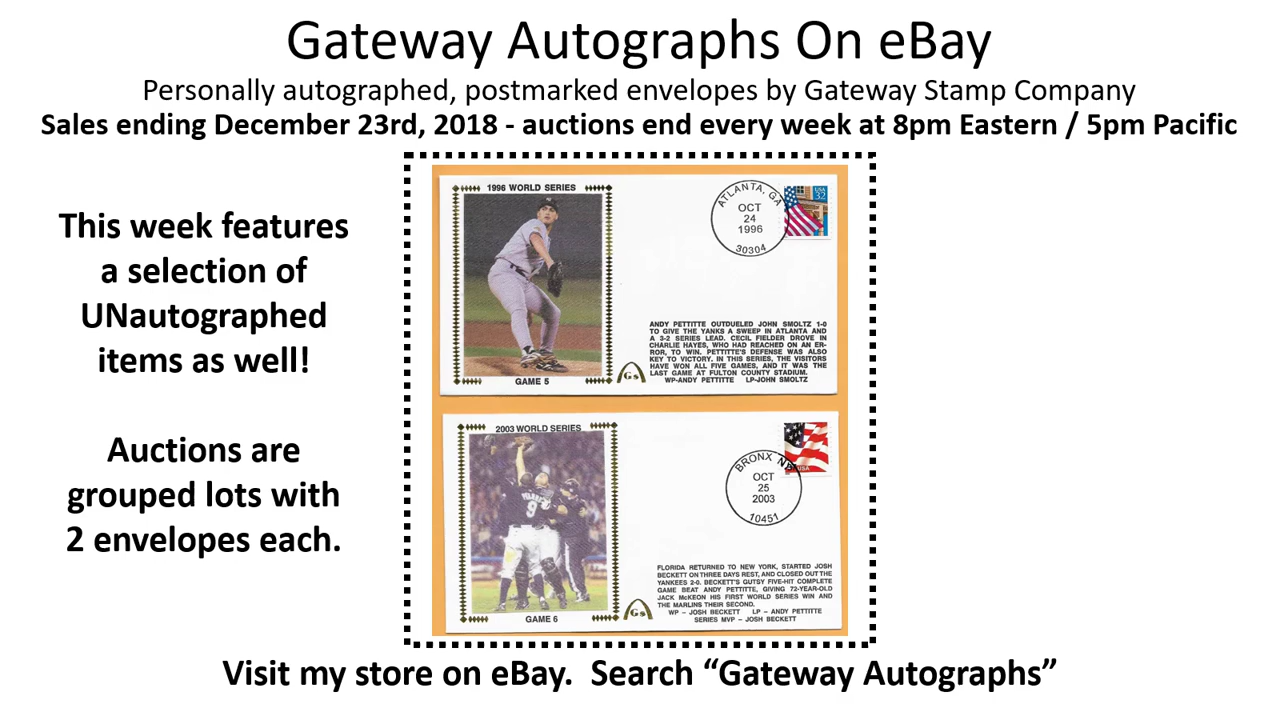 Gateway Autographs On eBay
Personally autographed, postmarked envelopes by Gateway Stamp Company
Sales ending December 23rd, 2018 - auctions end every week at 8pm Eastern / 5pm Pacific
This week features
a selection of
UNautographed
items as well!
Auctions are
grouped lots with
2 envelopes each.
1996 WORLD SERIES
GAME 5
ATLANTA, GA
OCT
24
1996
30304
USA
32
ANDY PETTITTE OUTDUELED JOHN SMOLTZ 1-0
TO GIVE THE YANKS A SWEEP IN ATLANTA AND
A 3-2 SERIES LEAD. CECIL FIELDER DROVE IN
CHARLIE HAYES, WHO HAD REACHED ON AN ER-
ROR, TO WIN. PETTITTE'S DEFENSE WAS ALSO
KEY TO VICTORY. IN THIS SERIES, THE VISITORS
HAVE WON ALL FIVE GAMES, AND IT WAS THE
LAST GAME AT FULTON COUNTY STADIUM.
WP-ANDY PETTITTE LP-JOHN SMOLTZ
Gs
2003 WORLD SERIES
9
GAME 6
BRONX
OCT
25
2003
10451
USA
FLORIDA RETURNED TO NEW YORK, STARTED JOSH
BECKETT ON THREE DAYS REST, AND CLOSED OUT THE
YANKEES 2-0. BECKETT'S GUTSY FIVE-HIT COMPLETE
GAME BEAT ANDY PETTITTE, GIVING 72-YEAR-OLD
JACK McKEON HIS FIRST WORLD SERIES WIN AND
THE MARLINS THEIR SECOND.
WP – JOSH BECKETT LP – ANDY PETTITTE
SERIES MVP – JOSH BECKETT
Gs
Visit my store on eBay. Search “Gateway Autographs”